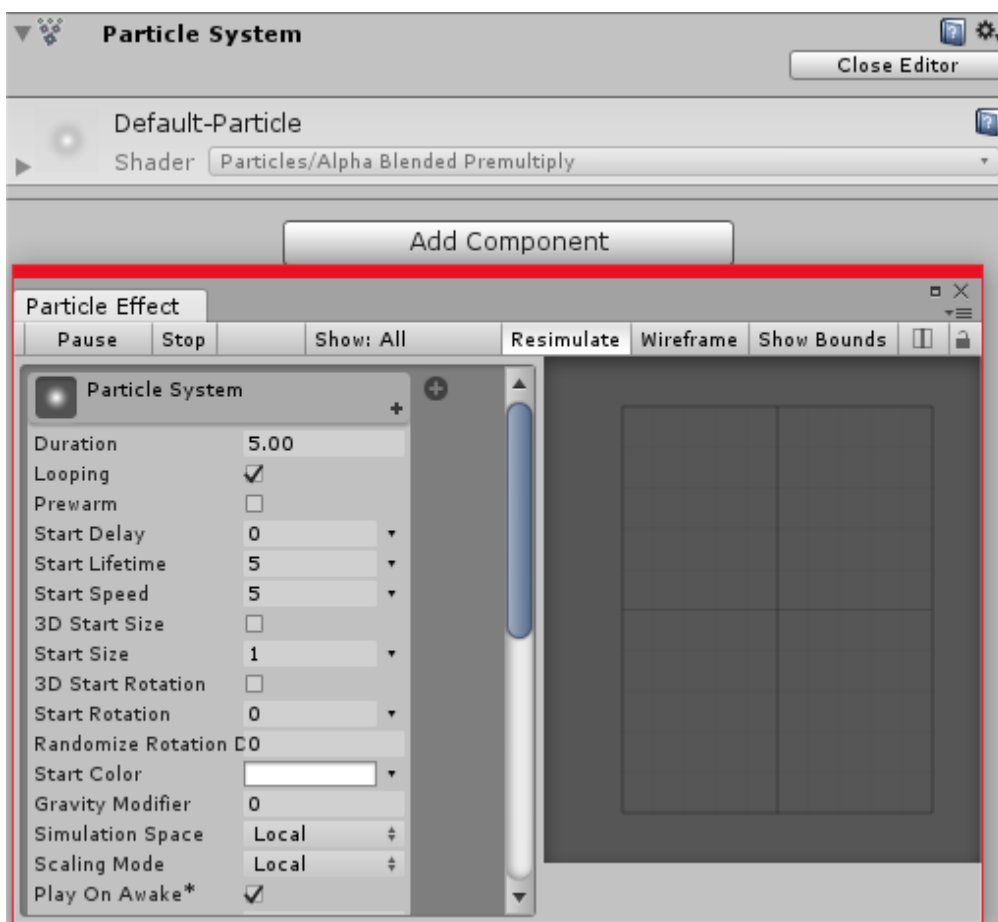 Particle System
Close Editor
Default-Particle
Shader Particles/Alpha Blended Premultiply
Add Component
Particle Effect
Pause Stop Show: All Resimulate Wireframe Show Bounds
Particle System
Duration 5.00
Looping
Prewarm
Start Delay 0
Start Lifetime 5
Start Speed 5
3D Start Size
Start Size 1
3D Start Rotation
Start Rotation 0
Randomize Rotation D 0
Start Color
Gravity Modifier 0
Simulation Space Local
Scaling Mode Local
Play On Awake*